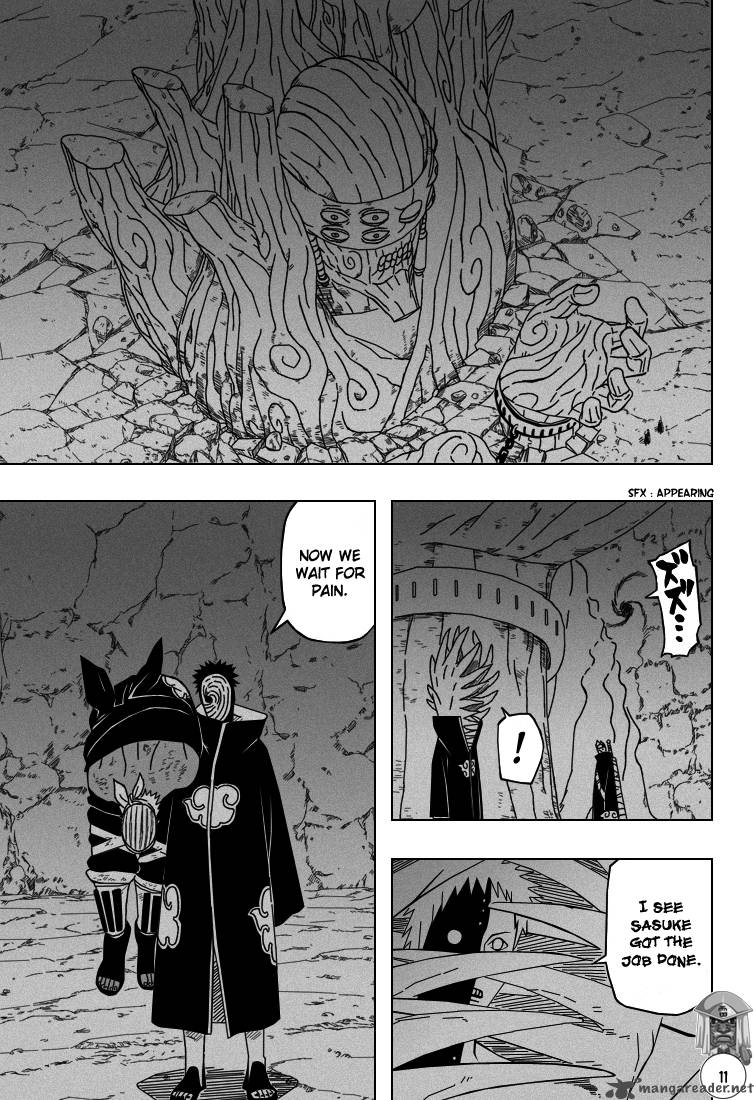 SFX : APPEARING
ズズ…
!
NOW WE
WAIT FOR
PAIN.
I SEE
SASUKE
GOT THE
JOB DONE.
11
mangareader.net